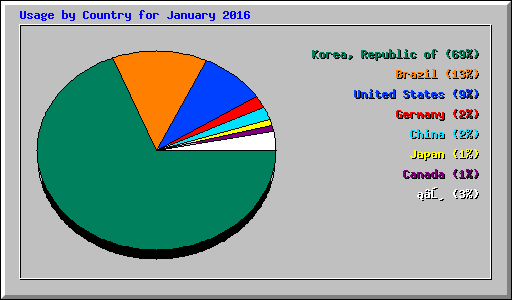 Usage by Country for January 2016
Korea, Republic of (69%)
Brazil (13%)
United States (9%)
Germany (2%)
China (2%)
Japan (1%)
Canada (1%)
(3%)